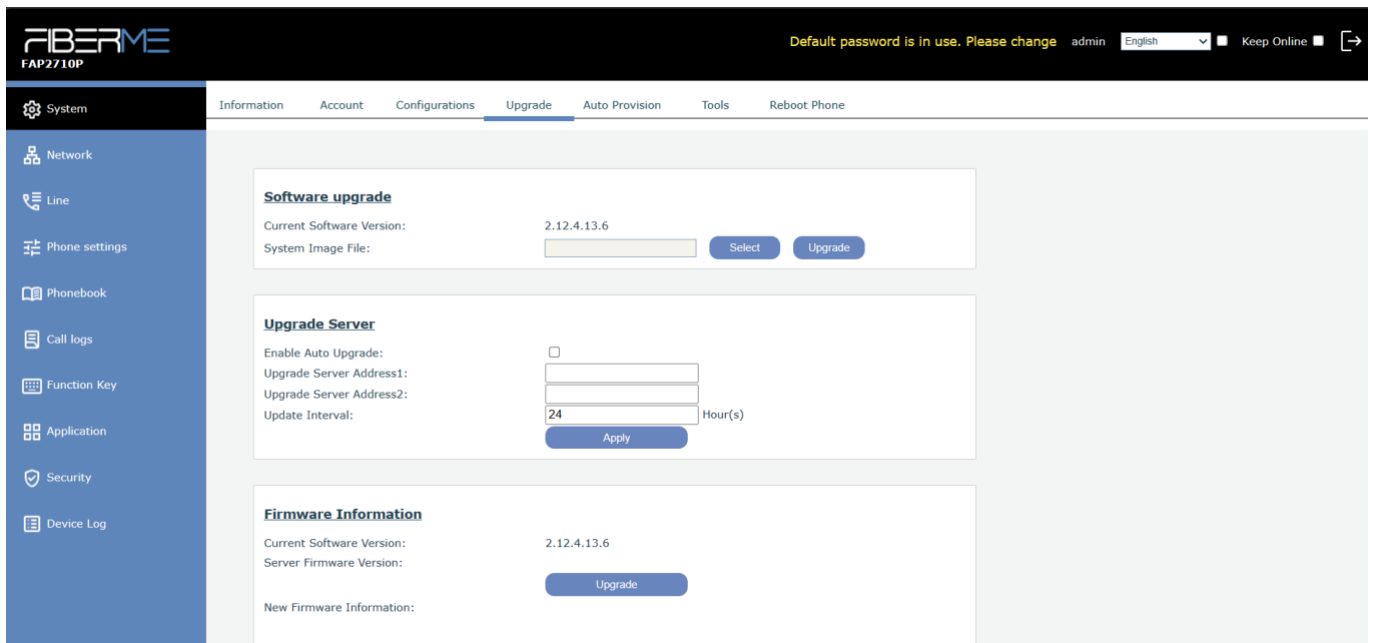 FIBERME
FAP2710P
Default password is in use. Please change admin English Keep Online
System
Network
Line
Phone settings
Phonebook
Call logs
Function Key
Application
Security
Device Log
Information Account Configurations Upgrade Auto Provision Tools Reboot Phone
Software upgrade
Current Software Version: 2.12.4.13.6
System Image File: Select Upgrade
Upgrade Server
Enable Auto Upgrade:
Upgrade Server Address1:
Upgrade Server Address2:
Update Interval: 24 Hour(s)
Apply
Firmware Information
Current Software Version: 2.12.4.13.6
Server Firmware Version:
Upgrade
New Firmware Information: